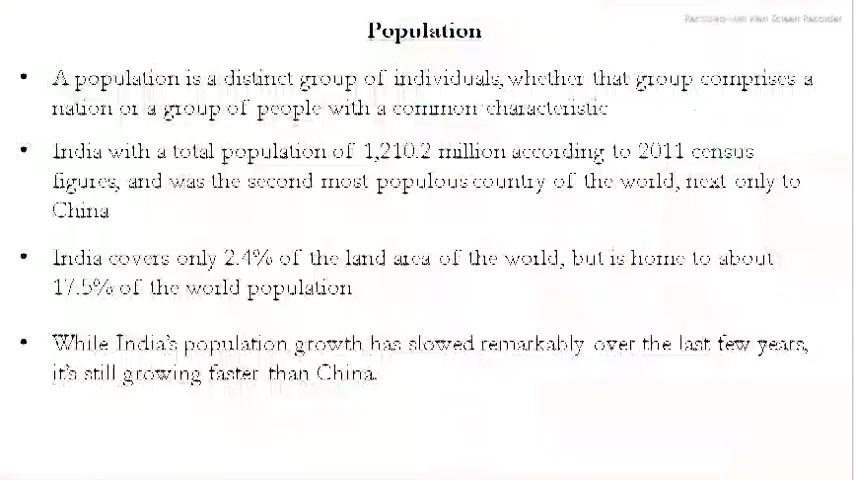 Population
• A population is a distinct group of individuals, whether that group comprises a
nation or a group of people with a common characteristic
• India with a total population of 1,210.2 million according to 2011 census
figures, and was the second most populous country of the world, next only to
China
• India covers only 2.4% of the land area of the world, but is home to about
17.5% of the world population
• While India's population growth has slowed remarkably over the last few years,
it's still growing faster than China.
Screen Recorder